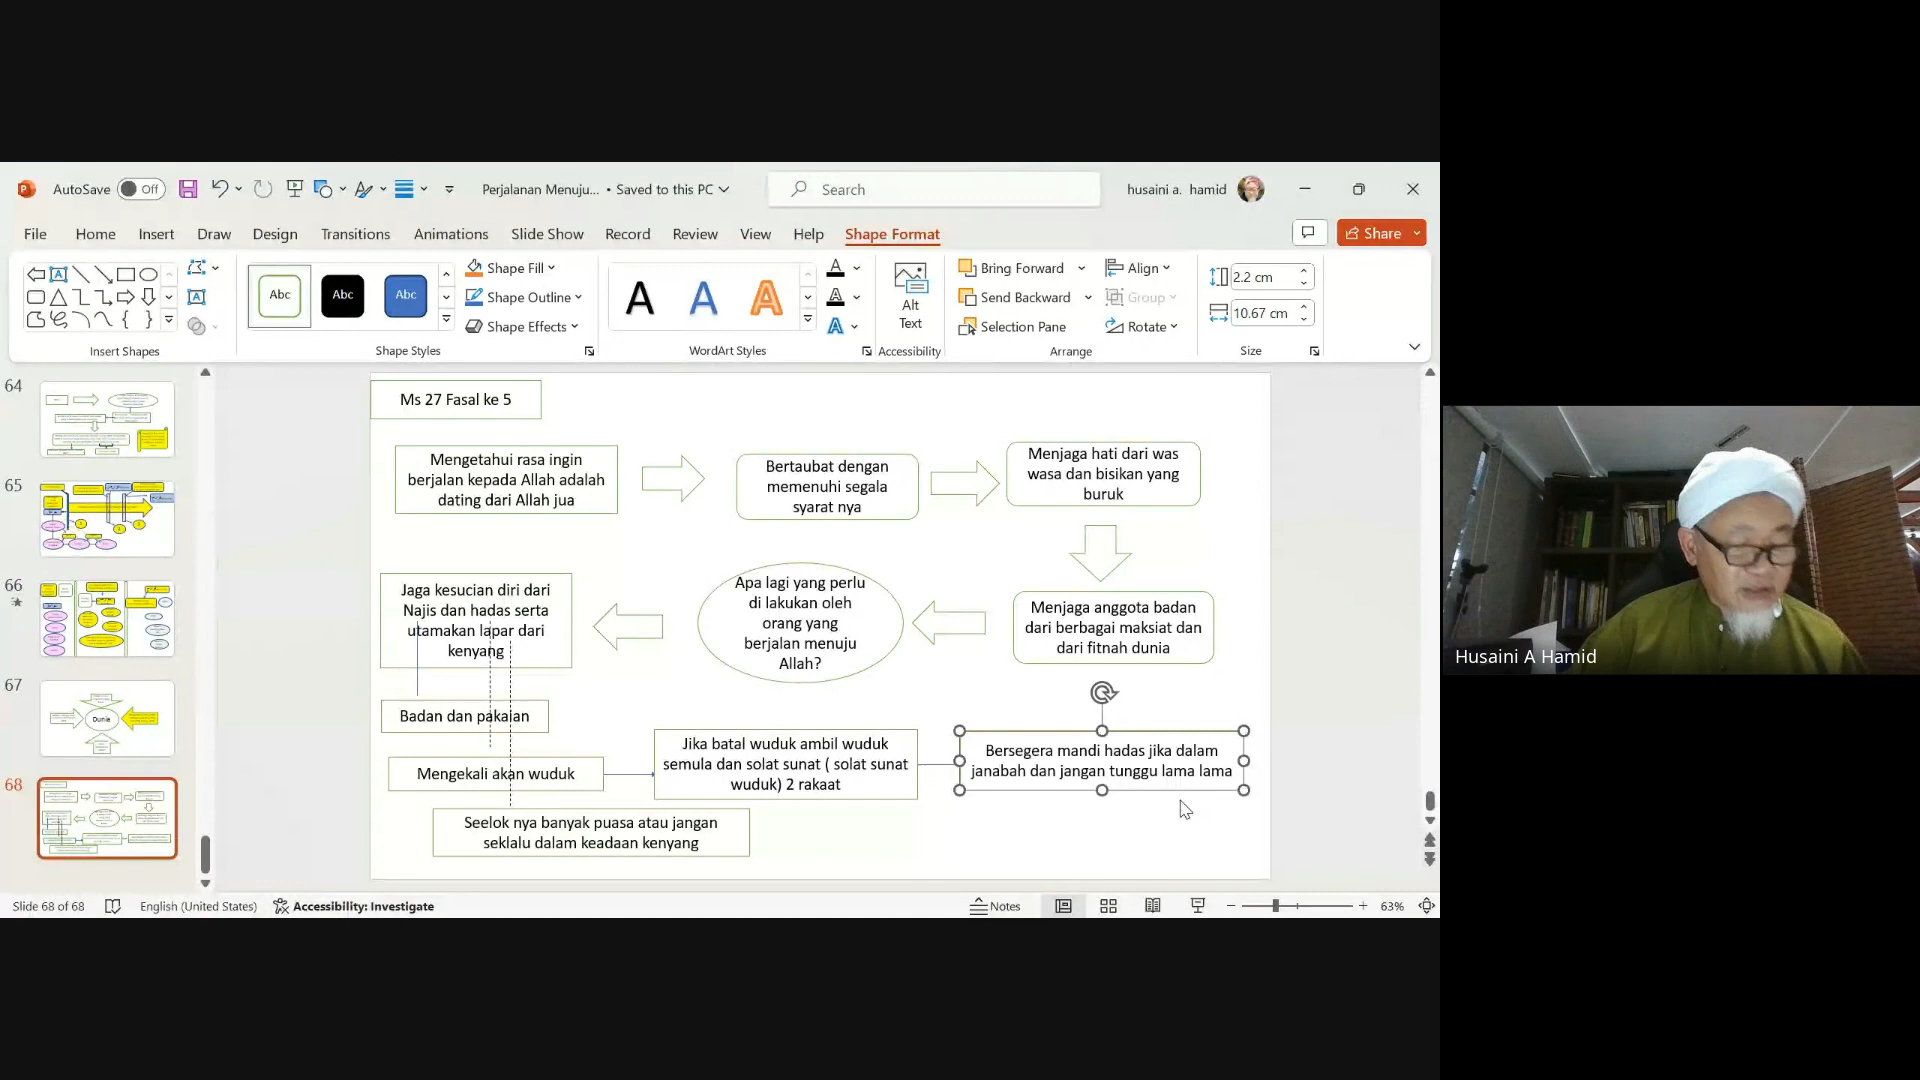 AutoSave Off
Perjalanan Menuju... • Saved to this PC
Search
husaini a. hamid
File Home Insert Draw Design Transitions Animations Slide Show Record Review View Help Shape Format
Share
Abc Abc Abc
Shape Fill
Shape Outline
Shape Effects
A A A
Alt
Text
Bring Forward
Send Backward
Selection Pane
Align
Group
Rotate
2.2 cm
10.67 cm
Insert Shapes
Shape Styles
WordArt Styles
Accessibility
Arrange
Size
64
65
66
67
Dunia
68
Ms 27 Fasal ke 5
Mengetahui rasa ingin
berjalan kepada Allah adalah
dating dari Allah jua
Bertaubat dengan
memenuhi segala
syarat nya
Menjaga hati dari was
wasa dan bisikan yang
buruk
Menjaga anggota badan
dari berbagai maksiat dan
dari fitnah dunia
Apa lagi yang perlu
di lakukan oleh
orang yang
berjalan menuju
Allah?
Jaga kesucian diri dari
Najis dan hadas serta
utamakan lapar dari
kenyang
Badan dan pakaian
Mengekali akan wuduk
Jika batal wuduk ambil wuduk
semula dan solat sunat ( solat sunat
wuduk) 2 rakaat
Bersegera mandi hadas jika dalam
janabah dan jangan tunggu lama lama
Seelok nya banyak puasa atau jangan
seklalu dalam keadaan kenyang
Slide 68 of 68
English (United States)
Accessibility: Investigate
Notes
63%
Husaini A Hamid